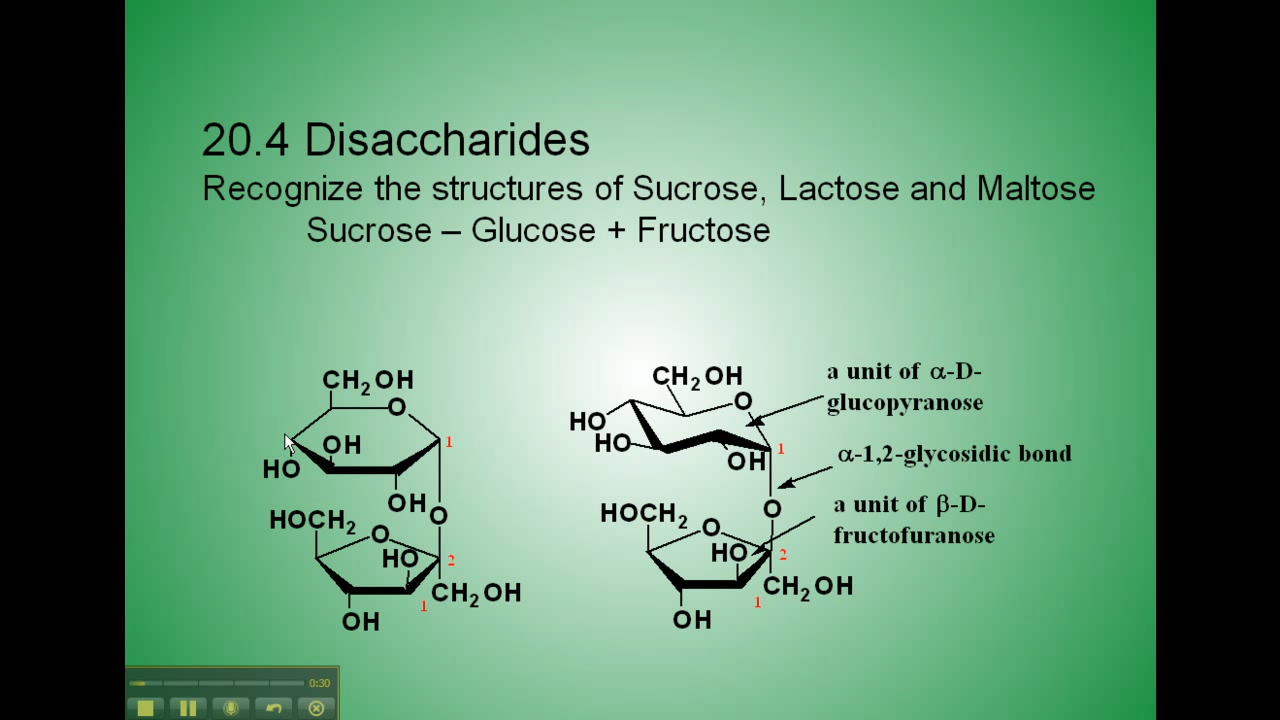 20.4 Disaccharides
Recognize the structures of Sucrose, Lactose and Maltose
Sucrose – Glucose + Fructose
CH2OH
O
OH
HO
1
OH
O
HOCH2
O
HO
2
CH2OH
1
OH
CH2OH
O
HO
HO
OH
1
O
HOCH2
O
HO
2
CH2OH
1
OH
a unit of α-D-
glucopyranose
α-1,2-glycosidic bond
a unit of β-D-
fructofuranose
0:30